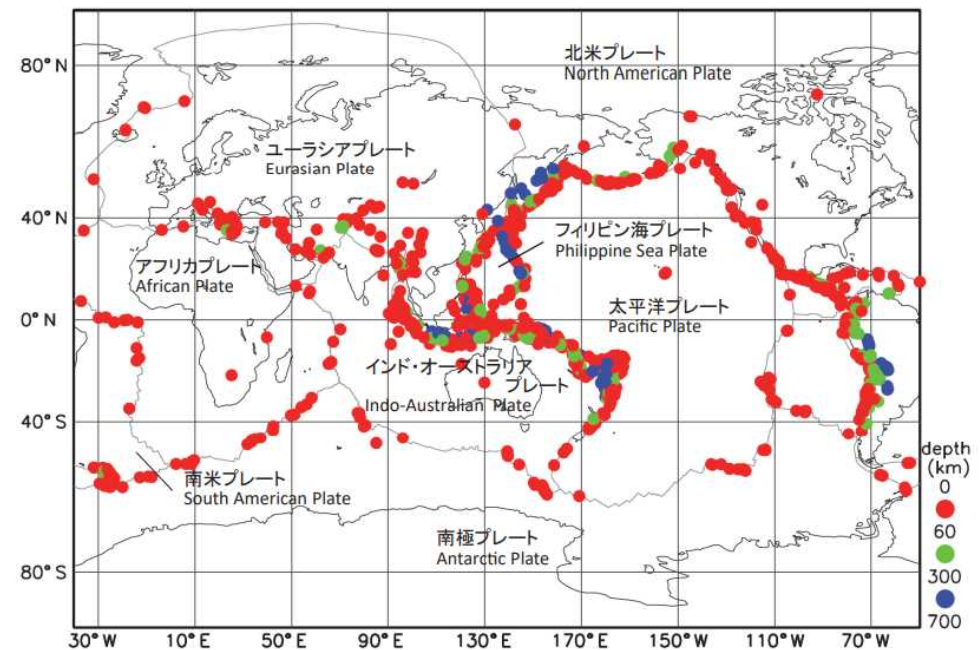 80°N
北米プレート
North American Plate
ユーラシアプレート
Eurasian Plate
40°N
フィリピン海プレート
Philippine Sea Plate
アフリカプレート
African Plate
太平洋プレート
Pacific Plate
0°N
インド・オーストラリア
プレート
Indo-Australian Plate
40°S
南米プレート
South American Plate
南極プレート
Antarctic Plate
80°S
depth
(km)
0
60
300
700
30°W 10°E 50°E 90°E 130°E 170°E 150°W 110°W 70°W